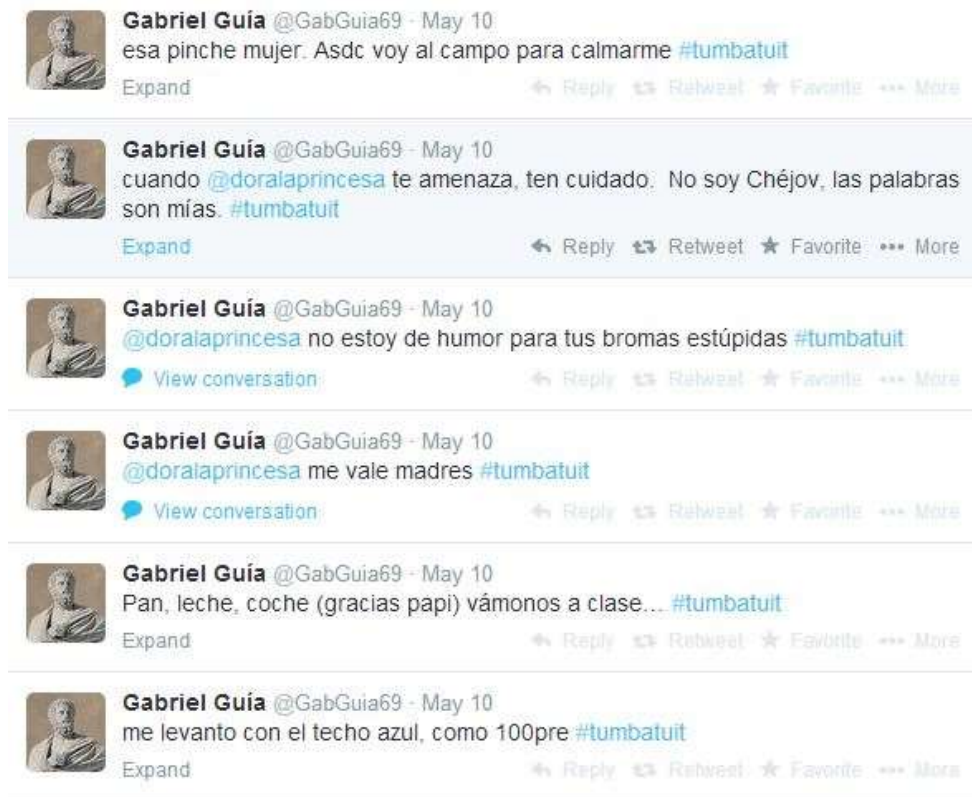 Gabriel Guía @GabGuia69 · May 10
esa pinche mujer. Asdc voy al campo para calmarme #tumbatuit
Expand Reply Retweet Favorite More
Gabriel Guía @GabGuia69 · May 10
cuando @doralaprincesa te amenaza, ten cuidado. No soy Chéjov, las palabras
son mías. #tumbatuit
Expand Reply Retweet Favorite More
Gabriel Guía @GabGuia69 · May 10
@doralaprincesa no estoy de humor para tus bromas estúpidas #tumbatuit
View conversation Reply Retweet Favorite More
Gabriel Guía @GabGuia69 · May 10
@doralaprincesa me vale madres #tumbatuit
View conversation Reply Retweet Favorite More
Gabriel Guía @GabGuia69 · May 10
Pan, leche, coche (gracias papi) vámonos a clase... #tumbatuit
Expand Reply Retweet Favorite More
Gabriel Guía @GabGuia69 · May 10
me levanto con el techo azul, como 100pre #tumbatuit
Expand Reply Retweet Favorite More